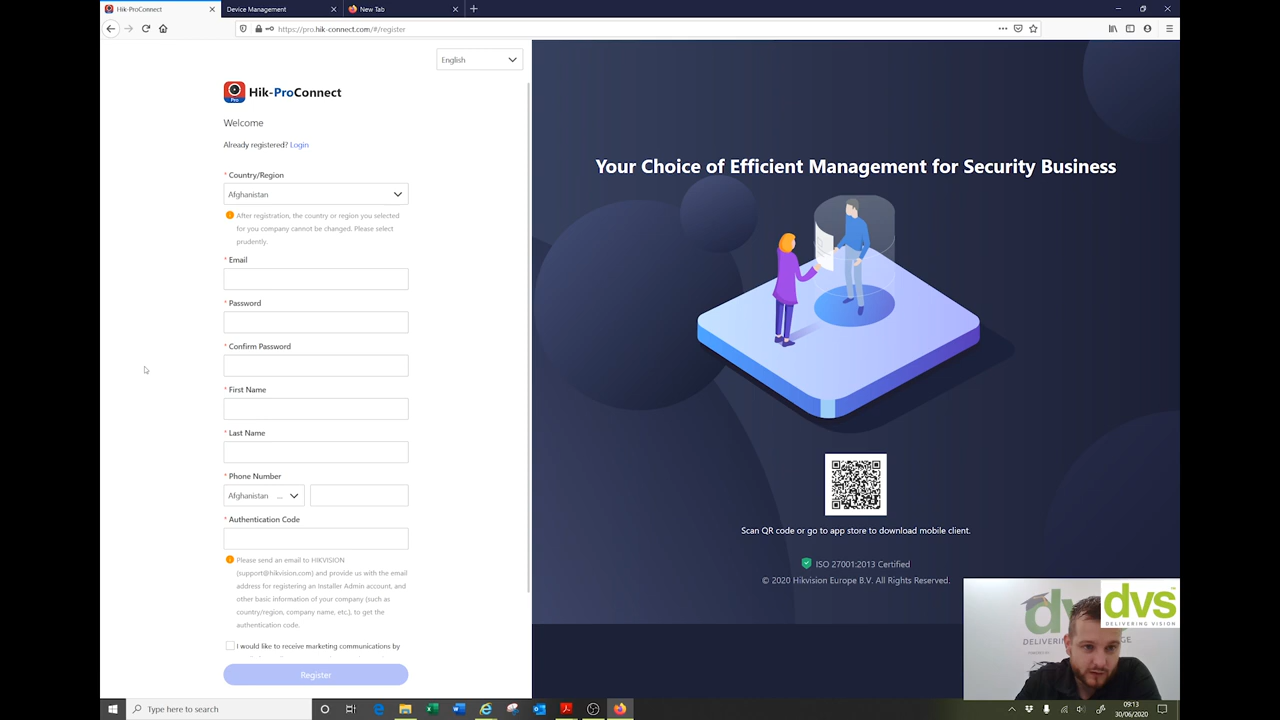 Hik-ProConnect
Device Management
New Tab
https://pro.hik-connect.com/#/register
English
Hik-ProConnect
Pro
Welcome
Already registered? Login
* Country/Region
Afghanistan
After registration, the country or region you selected
for you company cannot be changed. Please select
prudently.
* Email
* Password
* Confirm Password
* First Name
* Last Name
* Phone Number
Afghanistan ...
* Authentication Code
Please send an email to HIKVISION
(support@hikvision.com) and provide us with the email
address for registering an Installer Admin account, and
other basic information of your company (such as
country/region, company name, etc.), to get the
authentication code.
I would like to receive marketing communications by
Register
Your Choice of Efficient Management for Security Business
Scan QR code or go to app store to download mobile client.
ISO 27001:2013 Certified
© 2020 Hikvision Europe B.V. All Rights Reserved.
dvs
DELIVERING VISION
Type here to search
09:13
30/06/2020